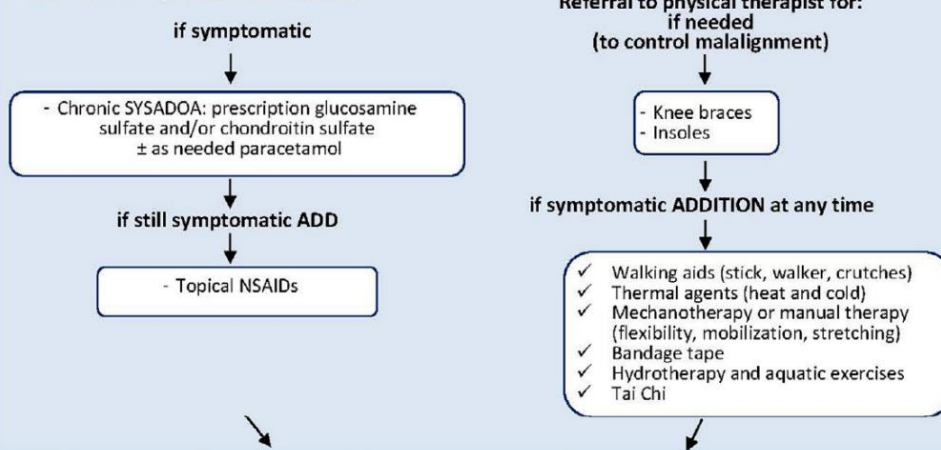 if symptomatic
- Chronic SYSADOA: prescription glucosamine
sulfate and/or chondroitin sulfate
± as needed paracetamol
if still symptomatic ADD
- Topical NSAIDs
Referral to physical therapist for:
if needed
(to control malalignment)
- Knee braces
- Insoles
if symptomatic ADDITION at any time
✓ Walking aids (stick, walker, crutches)
✓ Thermal agents (heat and cold)
✓ Mechanotherapy or manual therapy
(flexibility, mobilization, stretching)
✓ Bandage tape
✓ Hydrotherapy and aquatic exercises
✓ Tai Chi